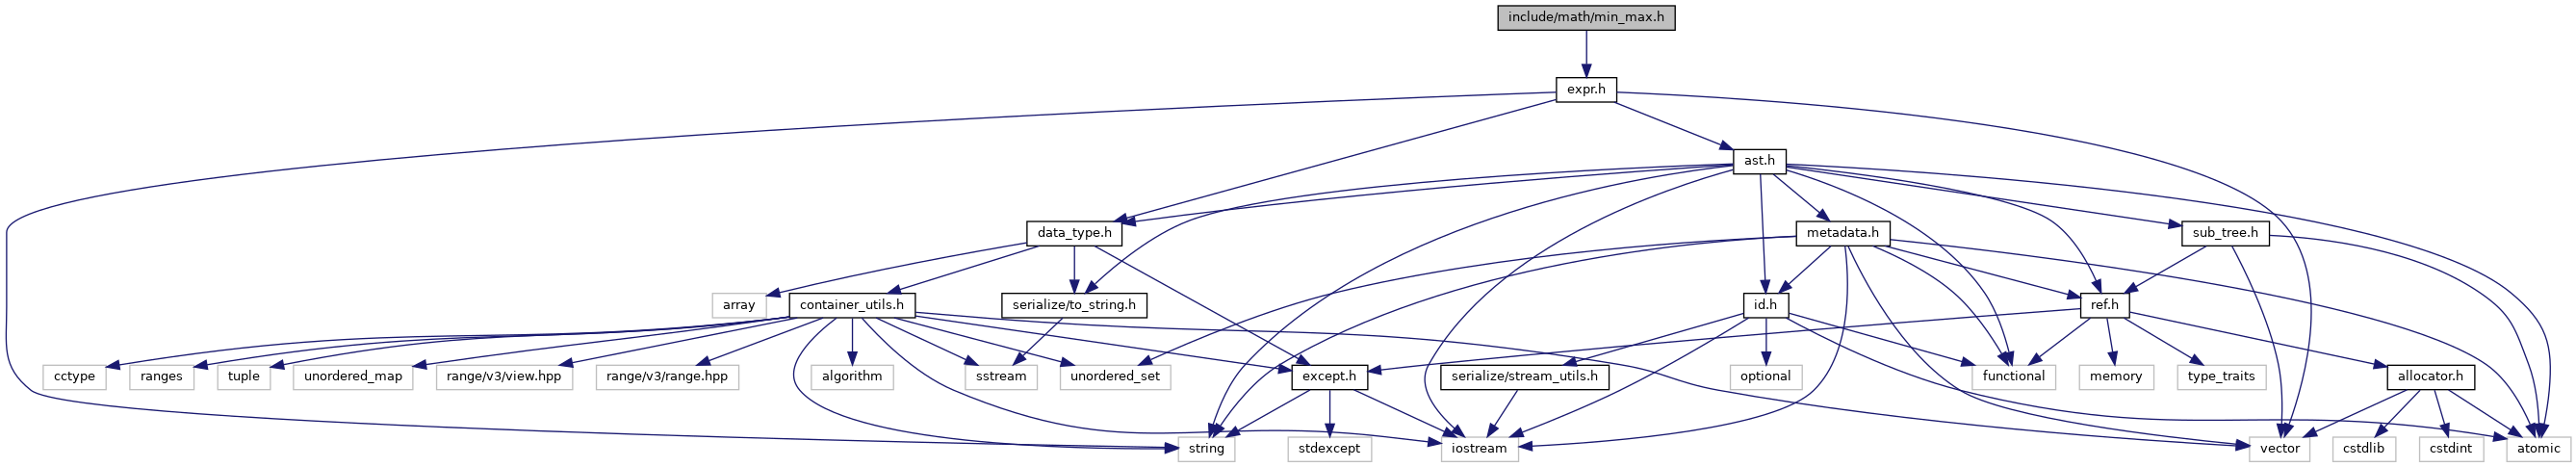 include/math/min_max.h
expr.h
ast.h
data_type.h
metadata.h
sub_tree.h
array
container_utils.h
serialize/to_string.h
id.h
ref.h
cctype
ranges
tuple
unordered_map
range/v3/view.hpp
range/v3/range.hpp
algorithm
sstream
unordered_set
except.h
serialize/stream_utils.h
optional
functional
memory
type_traits
allocator.h
string
stdexcept
iostream
vector
cstdlib
cstdint
atomic